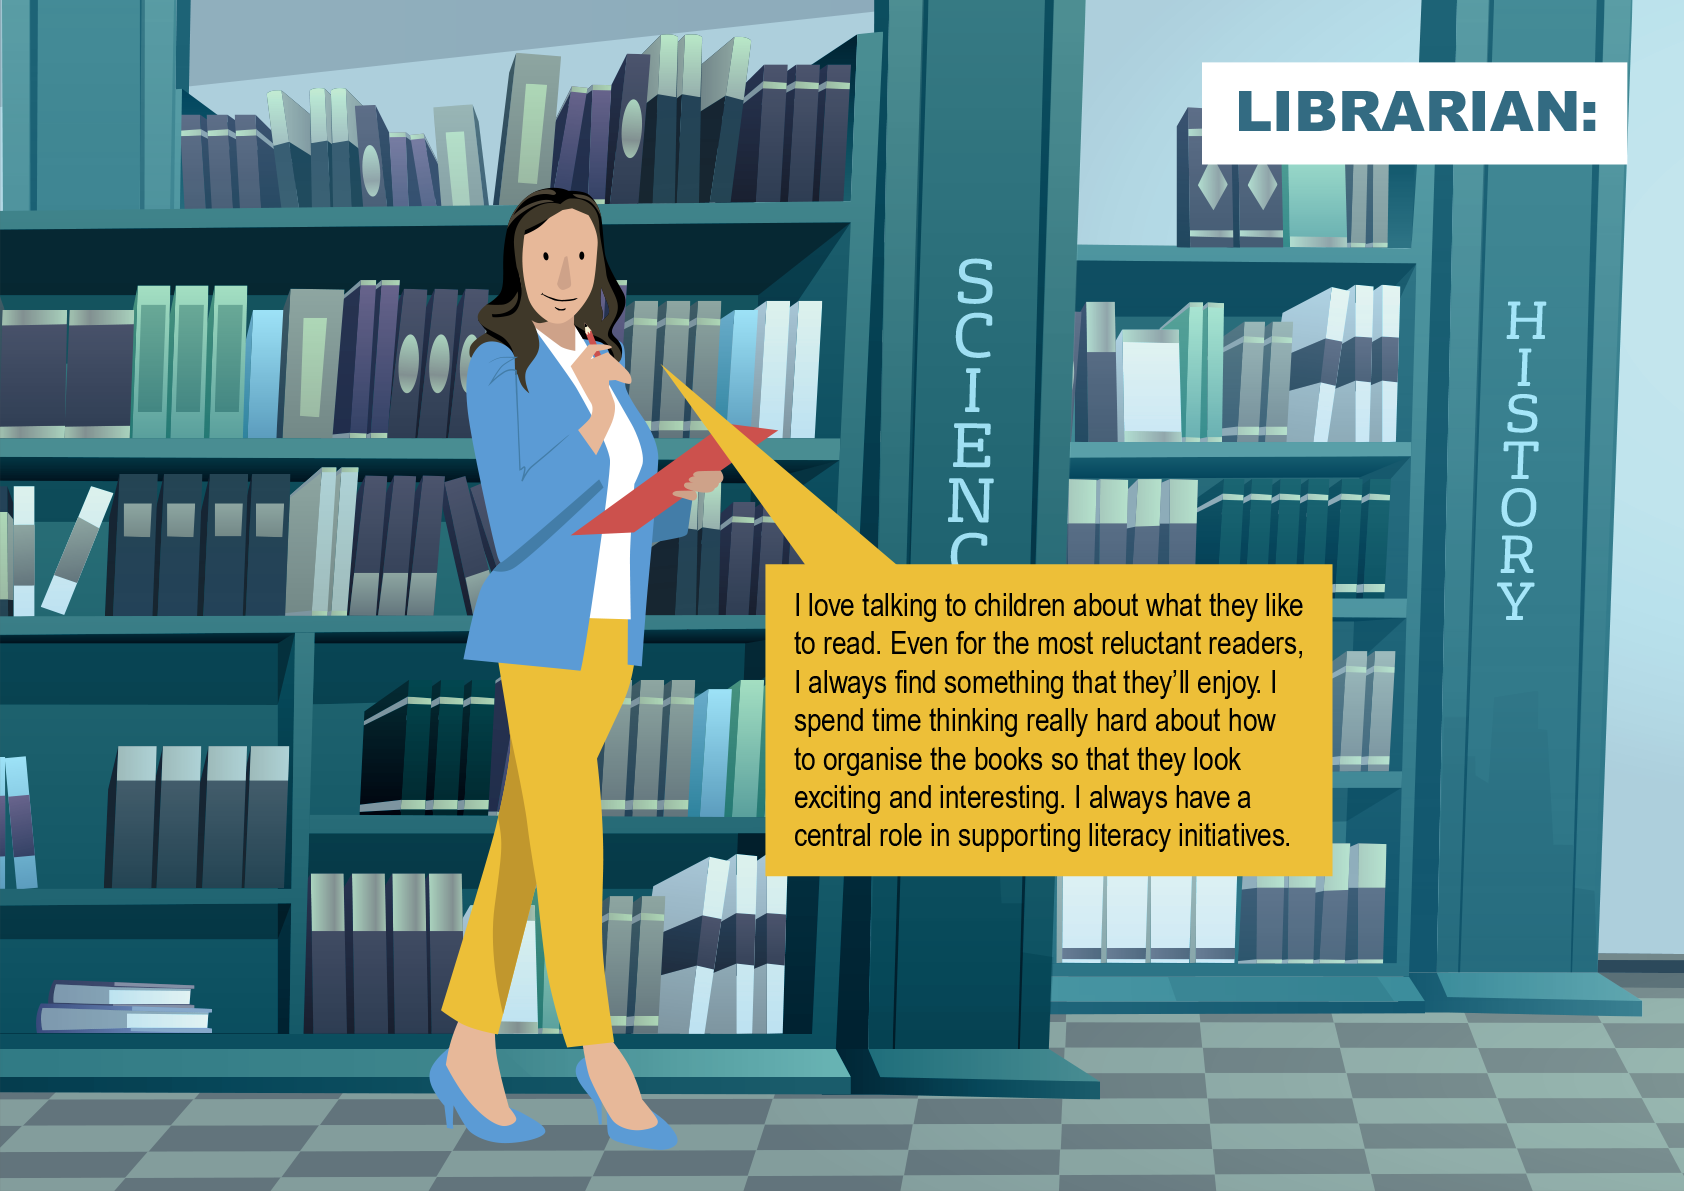 LIBRARIAN:
SCIENC
HISTORY
I love talking to children about what they like
to read. Even for the most reluctant readers,
I always find something that they’ll enjoy. I
spend time thinking really hard about how
to organise the books so that they look
exciting and interesting. I always have a
central role in supporting literacy initiatives.